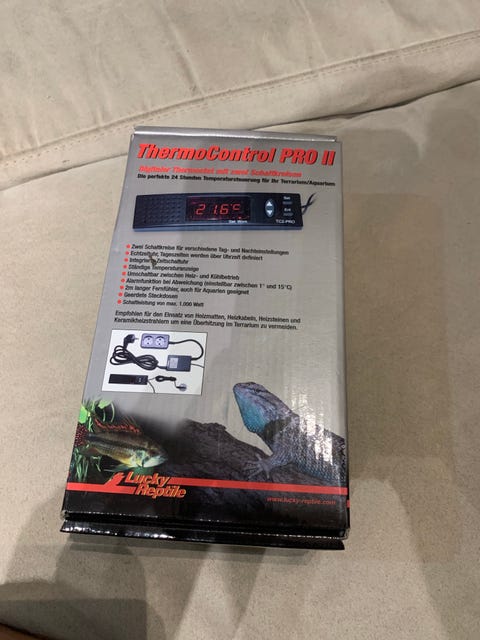 ThermoControl PRO II
Digitaler Thermostat mit zwei Schaltkreisen
Die perfekte 24 Stunden Temperatursteuerung für Ihr Terrarium/Aquarium
21.6°C
Set
Ent
Set Wam
TC2-PRO
Zwei Schaltkreise für verschiedene Tag- und Nachteinstellungen
Echtzeituhr, Tageszeiten werden über Uhrzeit definiert
Integrierte Zeitschaltuhr
Ständige Temperaturanzeige
Umschaltbar zwischen Heiz- und Kühlbetrieb
Alarmfunktion bei Abweichung (einstellbar zwischen 1° und 15°C)
2m langer Fernfühler, auch für Aquarien geeignet
Geerdete Steckdosen
Schaltleistung von max. 1.000 Watt
Empfohlen für den Einsatz von Heizmatten, Heizkabeln, Heizsteinen und
Keramikheizstrahlern um eine Überhitzung im Terrarium zu vermeiden.
Lucky
Reptile
www.lucky-reptile.com